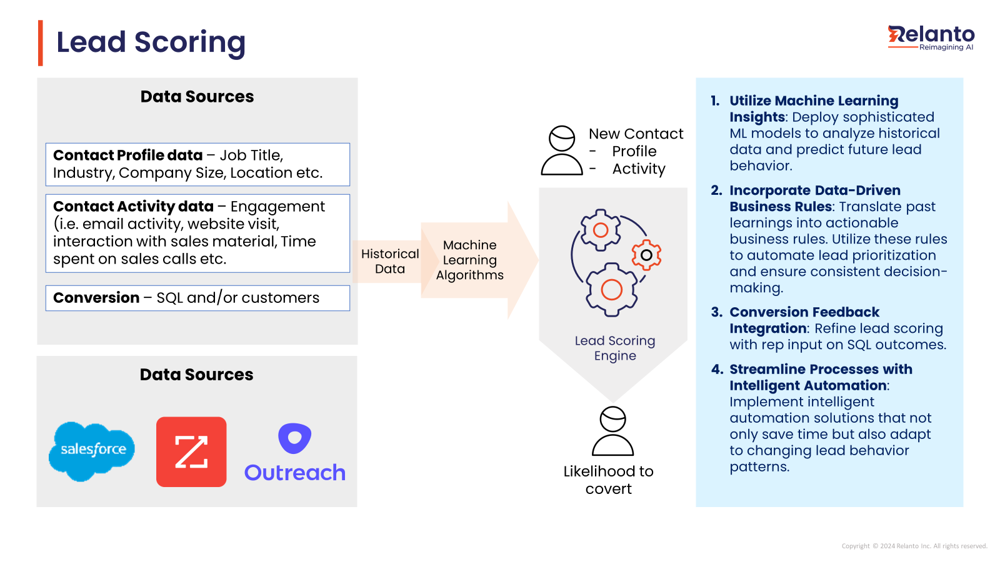 Lead Scoring
Relanto
Reimagining AI
Data Sources
Contact Profile data – Job Title,
Industry, Company Size, Location etc.
Contact Activity data – Engagement
(i.e. email activity, website visit,
interaction with sales material, Time
spent on sales calls etc.
Conversion – SQL and/or customers
Data Sources
salesforce
Z
Outreach
Historical
Data
Machine
Learning
Algorithms
New Contact
- Profile
- Activity
Lead Scoring
Engine
Likelihood to
covert
1. Utilize Machine Learning
Insights: Deploy sophisticated
ML models to analyze historical
data and predict future lead
behavior.
2. Incorporate Data-Driven
Business Rules: Translate past
learnings into actionable
business rules. Utilize these rules
to automate lead prioritization
and ensure consistent decision-
making.
3. Conversion Feedback
Integration: Refine lead scoring
with rep input on SQL outcomes.
4. Streamline Processes with
Intelligent Automation:
Implement intelligent
automation solutions that not
only save time but also adapt
to changing lead behavior
patterns.
Copyright © 2024 Relanto Inc. All rights reserved.